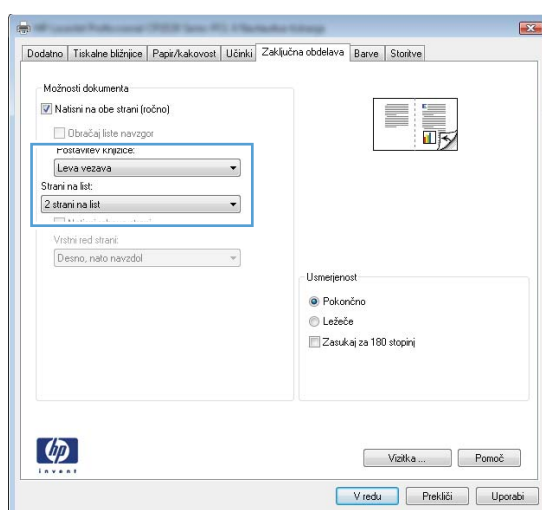 Dodatno Tiskalne bližnjice Papir/kakovost Učinki Zaključna obdelava Barve Storitve
Možnosti dokumenta
Natisni na obe strani (ročno)
Obračaj liste navzgor
Postavitev knjižice:
Leva vezava
Strani na list:
2 strani na list
Vrstni red strani:
Desno, nato navzdol
Usmerjenost
Pokončno
Ležeče
Zasukaj za 180 stopinj
hp
invent
Vizitka ... Pomoč
V redu Prekliči Uporabi